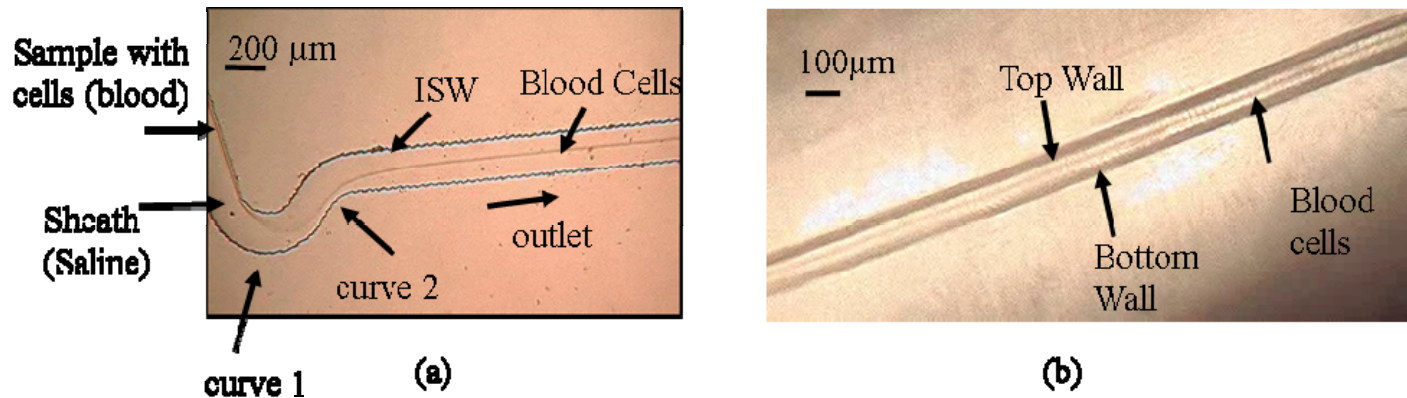 Sample with
cells (blood)
Shcath
(Saline)
200 µm
ISW
Blood Cells
outlet
curve 2
curve 1
(a)
100µm
Top Wall
Bottom
Wall
Blood
cells
(b)